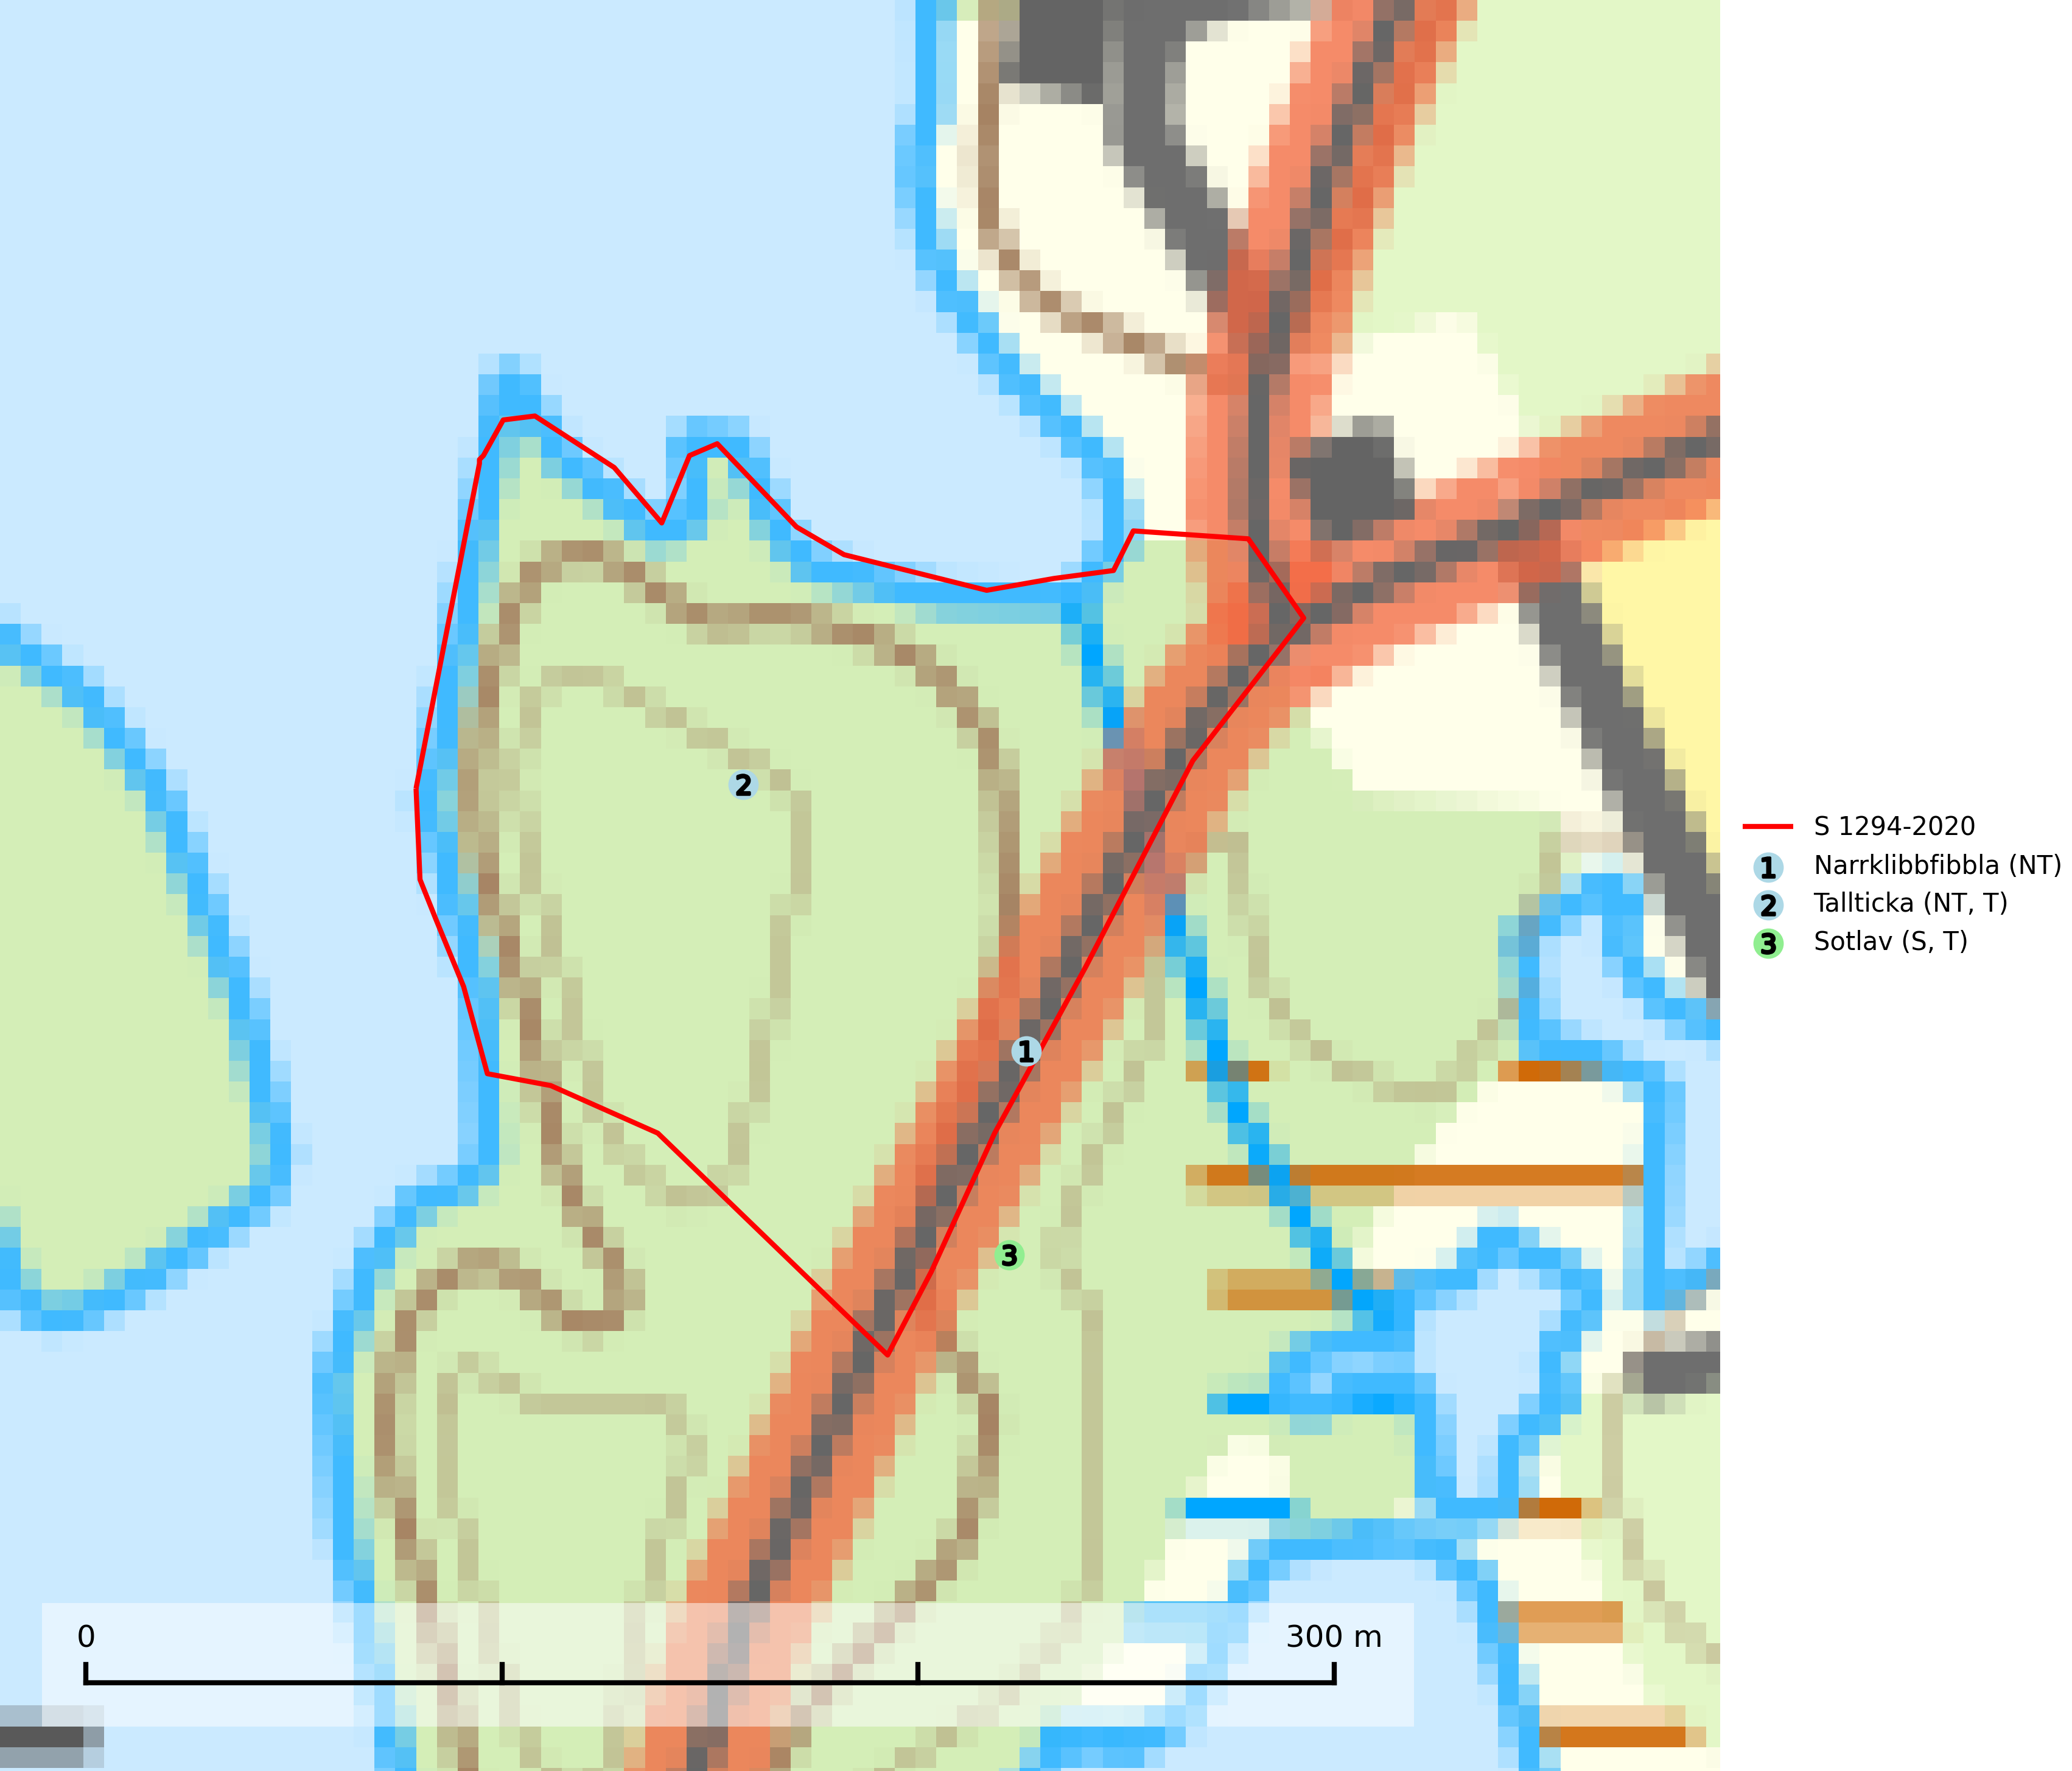 2
1
3
0
300 m
S 1294-2020
1 Narrklibbfibbla (NT)
2 Tallticka (NT, T)
3 Sotlav (S, T)